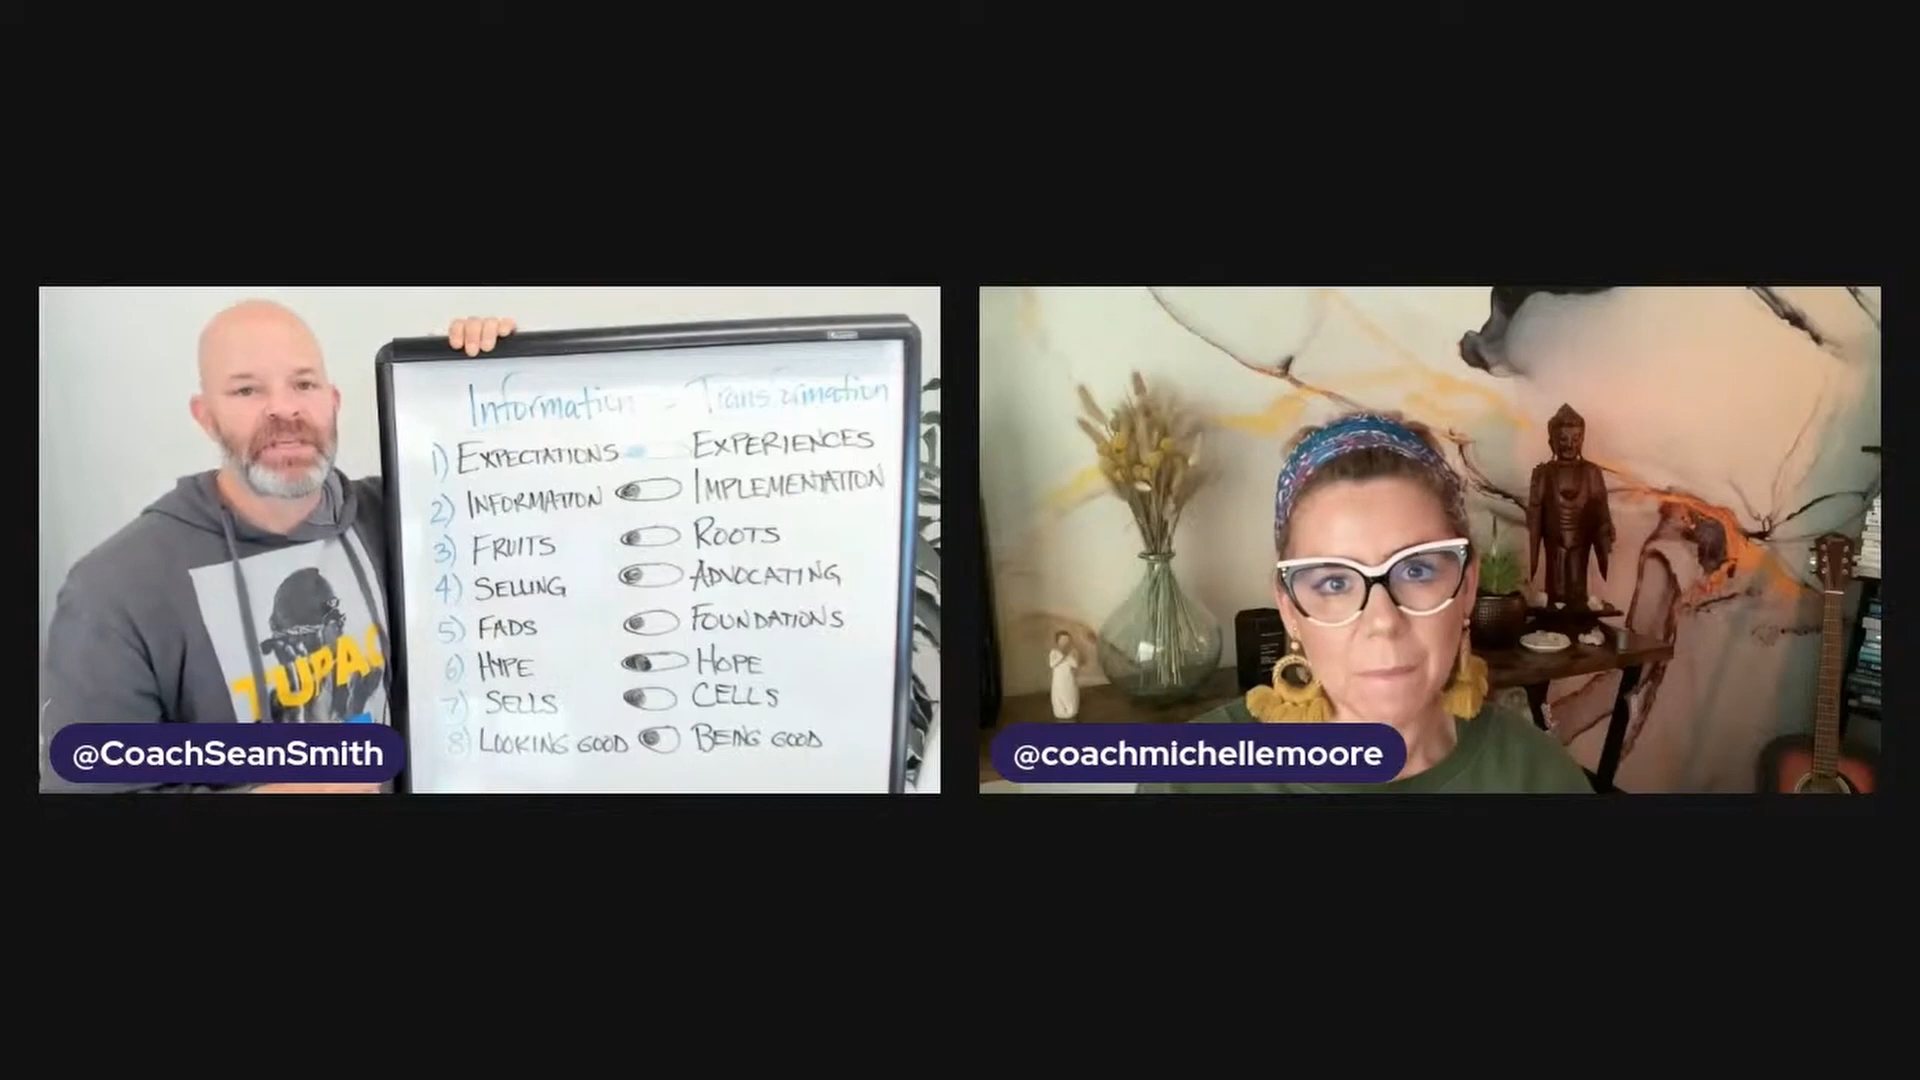 Information - Transformation
1) EXPECTATIONS EXPERIENCES
2) INFORMATION IMPLEMENTATION
3) FRUITS ROOTS
4) SELLING ADVOCATING
5) FADS FOUNDATIONS
6) HYPE HOPE
7) SELLS CELLS
8) LOOKING GOOD BEING GOOD
TUPAC
@CoachSeanSmith
@coachmichellemoore